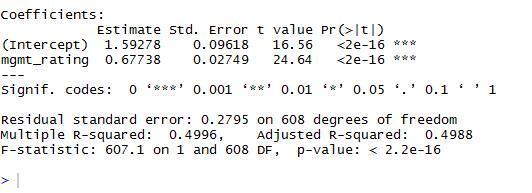 Coefficients:
            Estimate Std. Error t value Pr(>|t|)
(Intercept)  1.59278    0.09618   16.56   <2e-16 ***
mgmt_rating  0.67738    0.02749   24.64   <2e-16 ***
---
Signif. codes:  0 ‘***’ 0.001 ‘**’ 0.01 ‘*’ 0.05 ‘.’ 0.1 ‘ ’ 1
Residual standard error: 0.2795 on 608 degrees of freedom
Multiple R-squared:  0.4996,    Adjusted R-squared:  0.4988
F-statistic: 607.1 on 1 and 608 DF,  p-value: < 2.2e-16
>